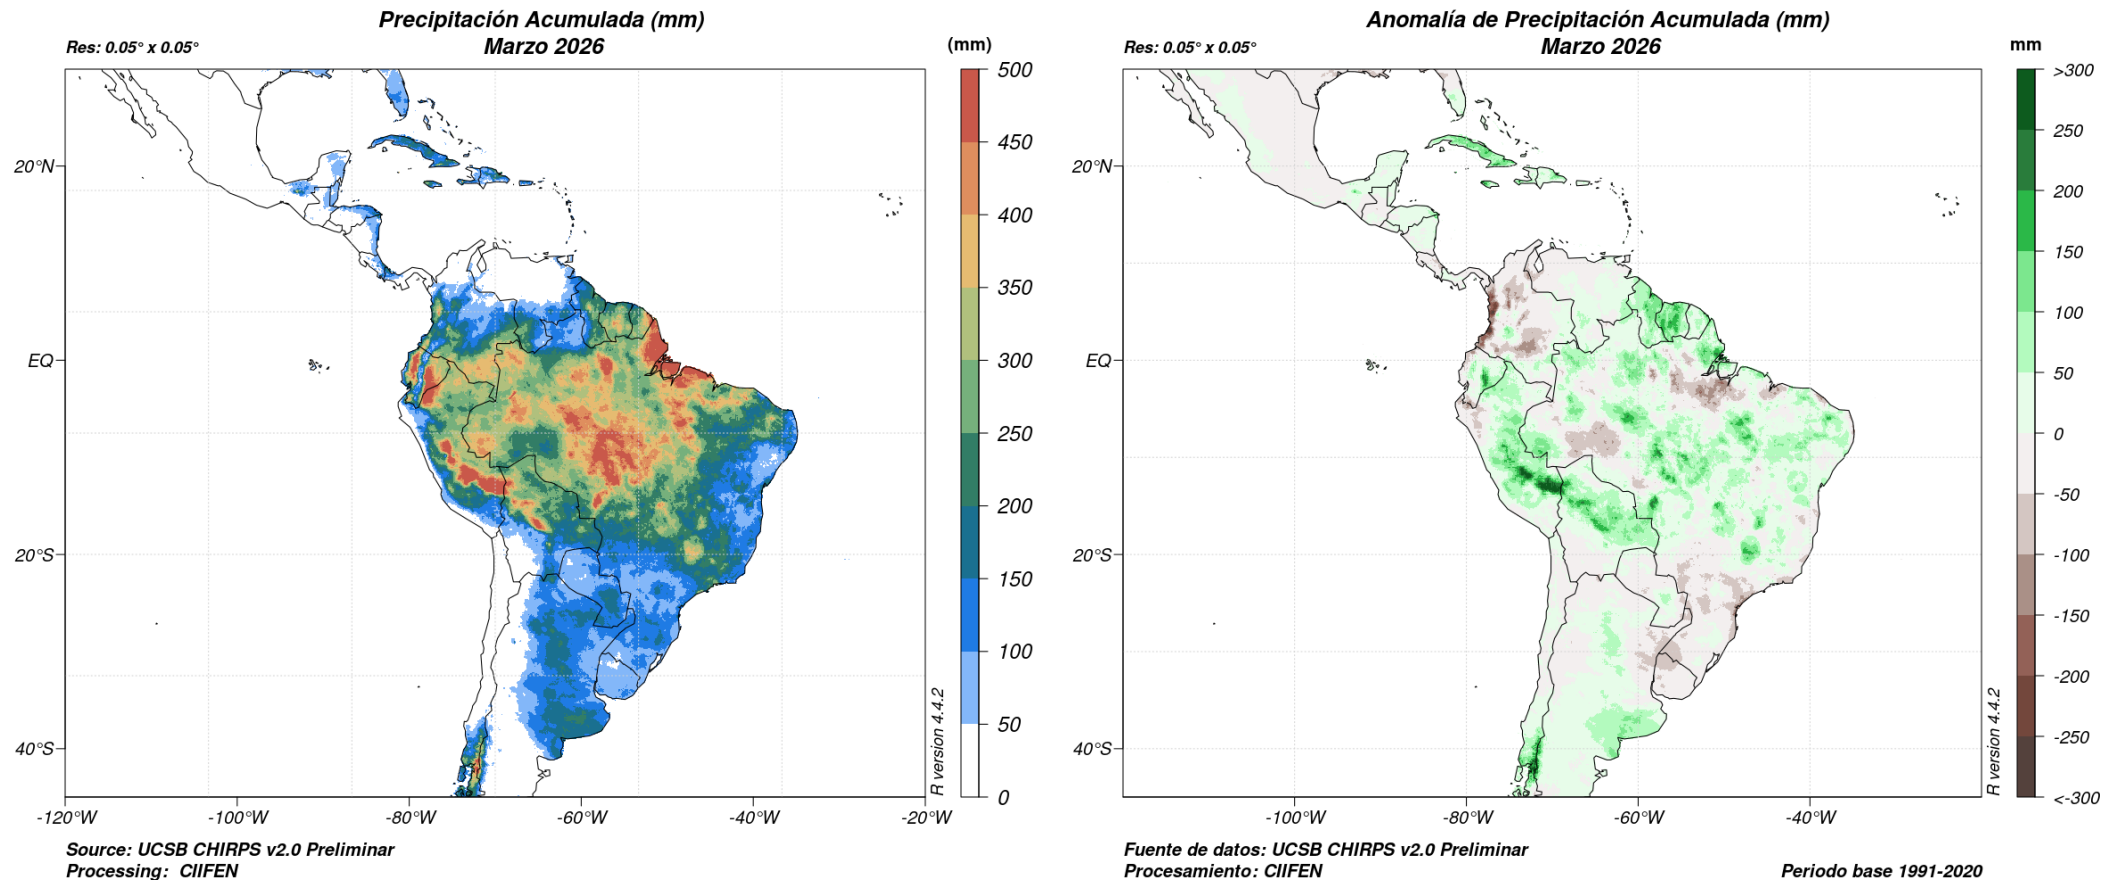 Precipitación Acumulada (mm)
Marzo 2026
Res: 0.05° x 0.05°
(mm)
500
450
400
350
300
250
200
150
100
50
0
20°N
EQ
20°S
40°S
-120°W
-100°W
-80°W
-60°W
-40°W
-20°W
R version 4.4.2
Source: UCSB CHIRPS v2.0 Preliminar
Processing: CIIFEN
Anomalía de Precipitación Acumulada (mm)
Marzo 2026
Res: 0.05° x 0.05°
mm
>300
250
200
150
100
50
0
-50
-100
-150
-200
-250
<-300
20°N
EQ
20°S
40°S
-100°W
-80°W
-60°W
-40°W
R version 4.4.2
Fuente de datos: UCSB CHIRPS v2.0 Preliminar
Procesamiento: CIIFEN
Periodo base 1991-2020